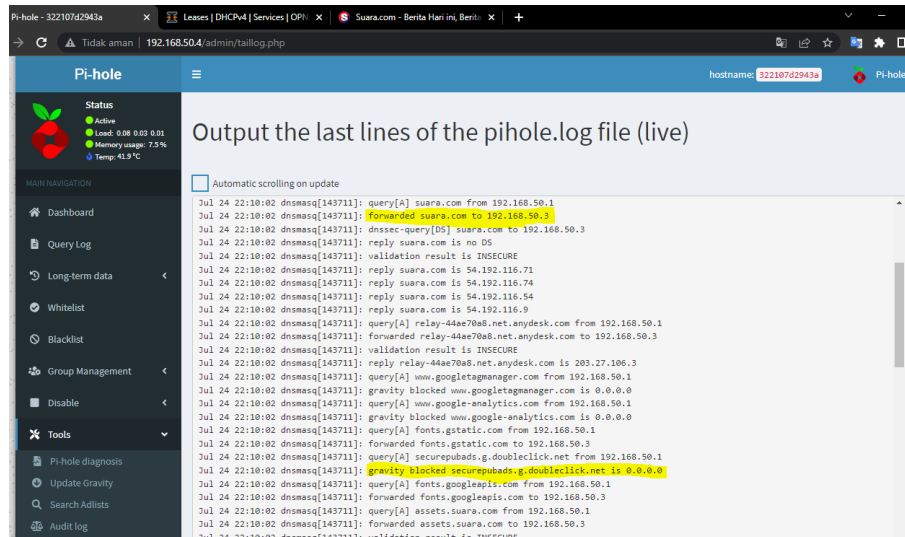 Pi-hole - 322107d2943a
Leases | DHCPv4 | Services | OPN
Suara.com - Berita Hari ini, Berita
Tidak aman | 192.168.50.4/admin/taillog.php
Pi-hole
hostname: 322107d2943a
Pi-hole
Status
Active
Load: 0.08 0.03 0.01
Memory usage: 7.5 %
Temp: 41.9 °C
MAIN NAVIGATION
Dashboard
Query Log
Long-term data
Whitelist
Blacklist
Group Management
Disable
Tools
Pi-hole diagnosis
Update Gravity
Search Adlists
Audit log
Output the last lines of the pihole.log file (live)
Automatic scrolling on update
Jul 24 22:10:02 dnsmasq[143711]: query[A] suara.com from 192.168.50.1
Jul 24 22:10:02 dnsmasq[143711]: forwarded suara.com to 192.168.50.3
Jul 24 22:10:02 dnsmasq[143711]: dnssec-query[DS] suara.com to 192.168.50.3
Jul 24 22:10:02 dnsmasq[143711]: reply suara.com is no DS
Jul 24 22:10:02 dnsmasq[143711]: validation result is INSECURE
Jul 24 22:10:02 dnsmasq[143711]: reply suara.com is 54.192.116.71
Jul 24 22:10:02 dnsmasq[143711]: reply suara.com is 54.192.116.74
Jul 24 22:10:02 dnsmasq[143711]: reply suara.com is 54.192.116.54
Jul 24 22:10:02 dnsmasq[143711]: reply suara.com is 54.192.116.9
Jul 24 22:10:02 dnsmasq[143711]: query[A] relay-44ae70a8.net.anydesk.com from 192.168.50.1
Jul 24 22:10:02 dnsmasq[143711]: forwarded relay-44ae70a8.net.anydesk.com to 192.168.50.3
Jul 24 22:10:02 dnsmasq[143711]: validation result is INSECURE
Jul 24 22:10:02 dnsmasq[143711]: reply relay-44ae70a8.net.anydesk.com is 203.27.106.3
Jul 24 22:10:02 dnsmasq[143711]: query[A] www.googletagmanager.com from 192.168.50.1
Jul 24 22:10:02 dnsmasq[143711]: gravity blocked www.googletagmanager.com is 0.0.0.0
Jul 24 22:10:02 dnsmasq[143711]: query[A] www.google-analytics.com from 192.168.50.1
Jul 24 22:10:02 dnsmasq[143711]: gravity blocked www.google-analytics.com is 0.0.0.0
Jul 24 22:10:02 dnsmasq[143711]: query[A] fonts.gstatic.com from 192.168.50.1
Jul 24 22:10:02 dnsmasq[143711]: forwarded fonts.gstatic.com to 192.168.50.3
Jul 24 22:10:02 dnsmasq[143711]: query[A] securepubads.g.doubleclick.net from 192.168.50.1
Jul 24 22:10:02 dnsmasq[143711]: gravity blocked securepubads.g.doubleclick.net is 0.0.0.0
Jul 24 22:10:02 dnsmasq[143711]: query[A] fonts.googleapis.com from 192.168.50.1
Jul 24 22:10:02 dnsmasq[143711]: forwarded fonts.googleapis.com to 192.168.50.3
Jul 24 22:10:02 dnsmasq[143711]: query[A] assets.suara.com from 192.168.50.1
Jul 24 22:10:02 dnsmasq[143711]: forwarded assets.suara.com to 192.168.50.3
Jul 24 22:10:02 dnsmasq[143711]: validation result is INSECURE